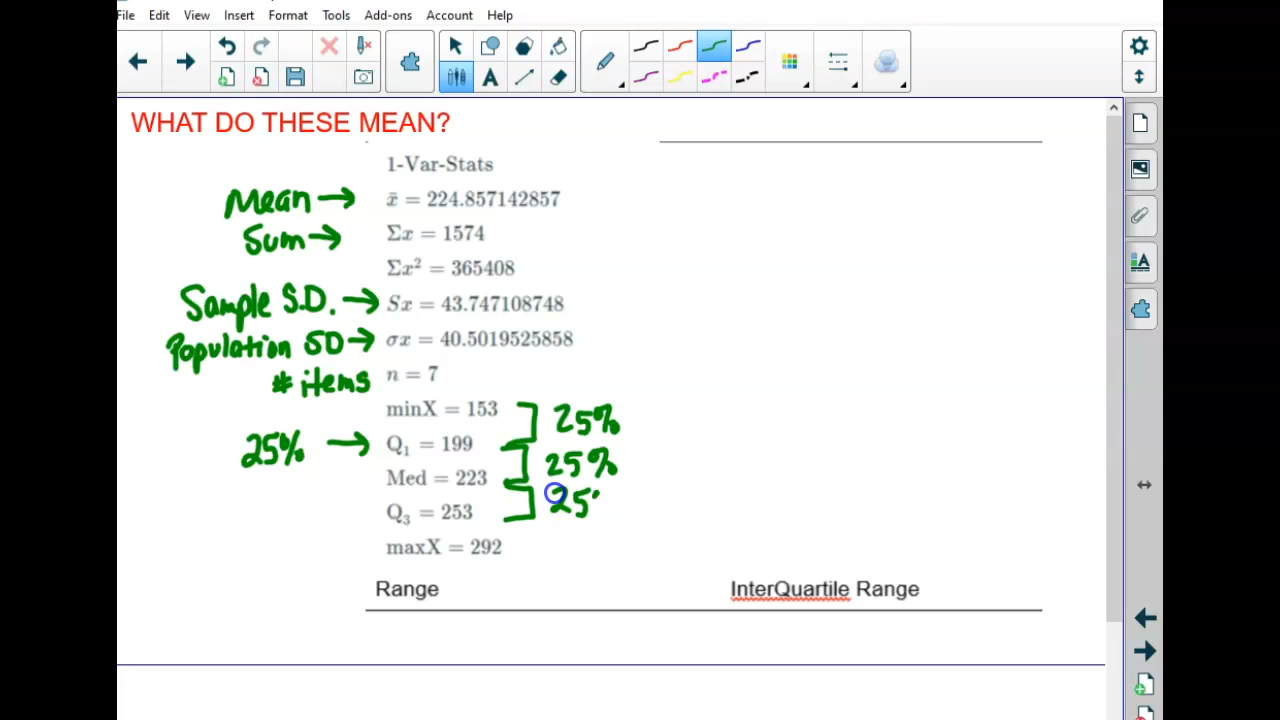 File Edit View Insert Format Tools Add-ons Account Help
WHAT DO THESE MEAN?
1-Var-Stats
Mean → x̄ = 224.857142857
Sum → Σx = 1574
Σx² = 365408
Sample S.D. → Sx = 43.747108748
Population SD → σx = 40.5019525858
# items n = 7
minX = 153
25%
25% → Q₁ = 199
25%
Med = 223
25
Q₃ = 253
maxX = 292
Range InterQuartile Range